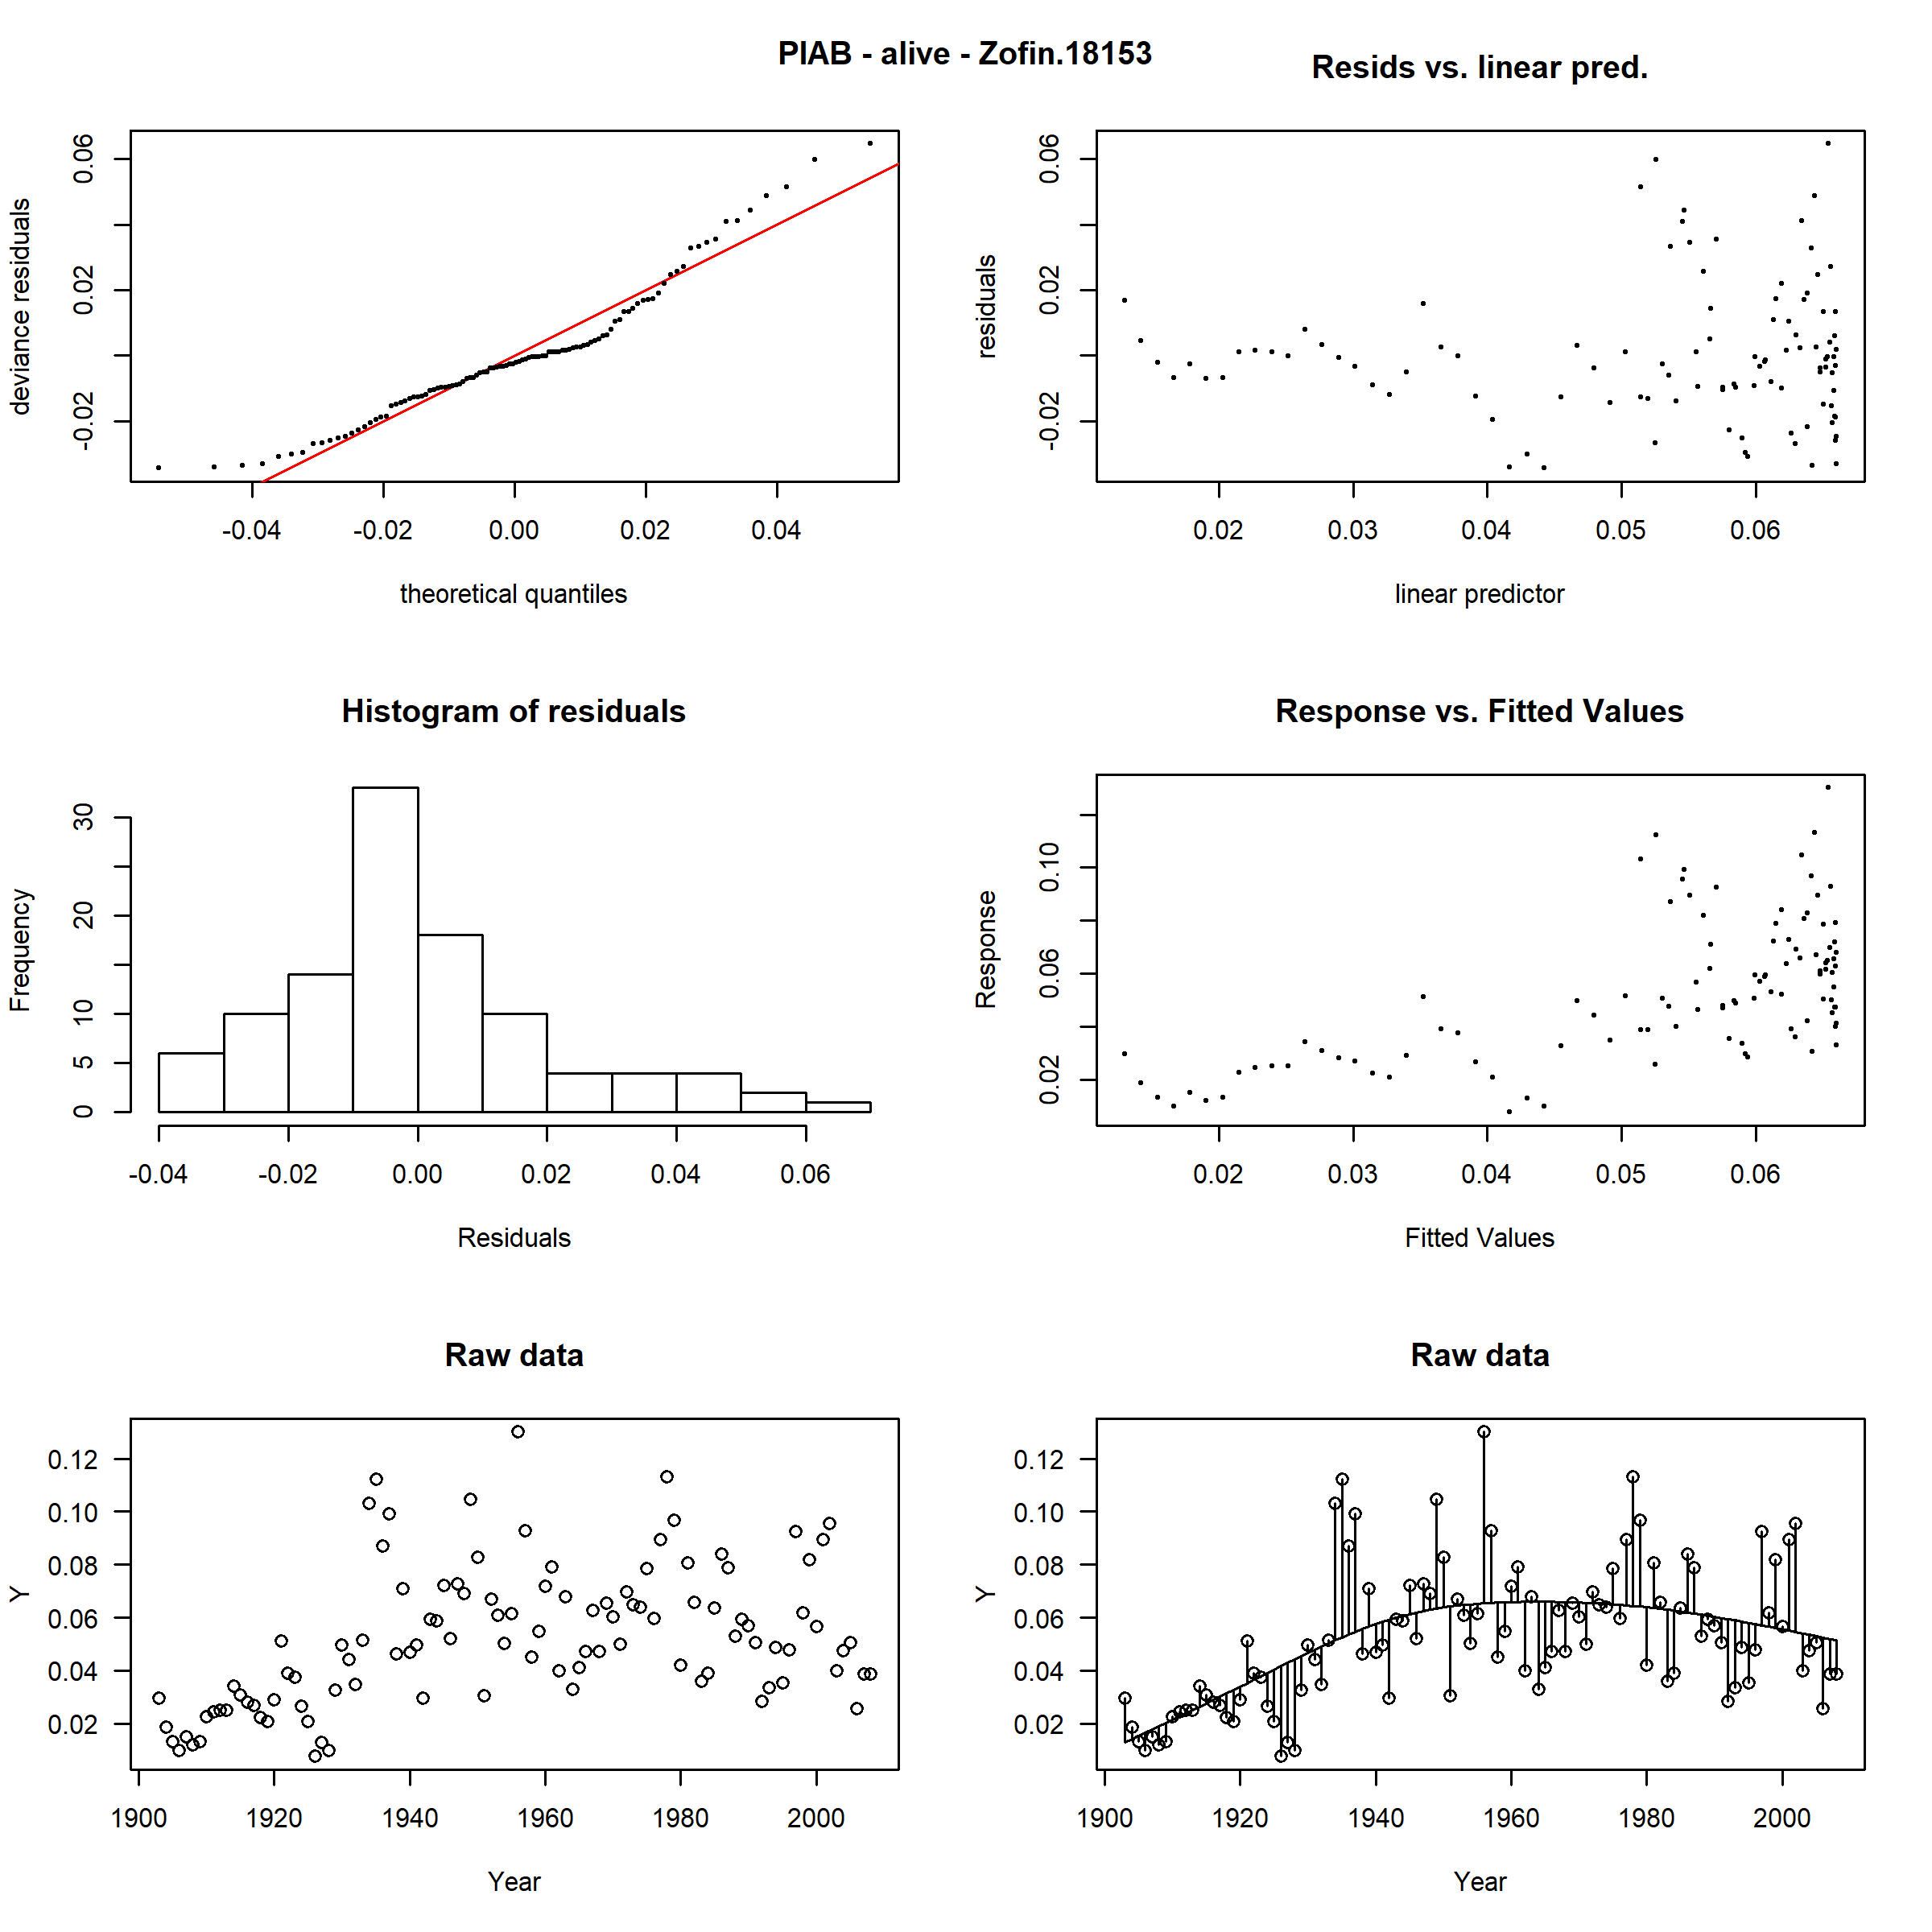 PIAB - alive - Zofin.18153
Resids vs. linear pred.
deviance residuals
-0.02 0.02 0.06
-0.04 -0.02 0.00 0.02 0.04
theoretical quantiles
residuals
-0.02 0.02 0.06
0.02 0.03 0.04 0.05 0.06
linear predictor
Histogram of residuals
Frequency
0 5 10 20 30
-0.04 -0.02 0.00 0.02 0.04 0.06
Residuals
Response vs. Fitted Values
Response
0.02 0.06 0.10
0.02 0.03 0.04 0.05 0.06
Fitted Values
Raw data
Y
0.12
0.10
0.08
0.06
0.04
0.02
1900 1920 1940 1960 1980 2000
Year
Raw data
Y
0.12
0.10
0.08
0.06
0.04
0.02
1900 1920 1940 1960 1980 2000
Year